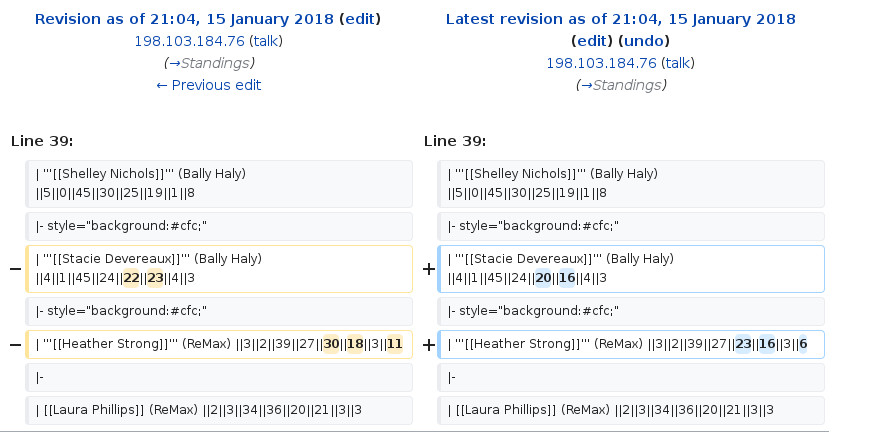 Revision as of 21:04, 15 January 2018 (edit)
198.103.184.76 (talk)
(→Standings)
← Previous edit
Latest revision as of 21:04, 15 January 2018
(edit) (undo)
198.103.184.76 (talk)
(→Standings)
Line 39:
Line 39:
| '''[[Shelley Nichols]]''' (Bally Haly)
||5||0||45||30||25||19||1||8
| '''[[Shelley Nichols]]''' (Bally Haly)
||5||0||45||30||25||19||1||8
|- style="background:#cfc;"
|- style="background:#cfc;"
− | '''[[Stacie Devereaux]]''' (Bally Haly)
||4||1||45||24||22||23||4||3
+ | '''[[Stacie Devereaux]]''' (Bally Haly)
||4||1||45||24||20||16||4||3
|- style="background:#cfc;"
|- style="background:#cfc;"
− | '''[[Heather Strong]]''' (ReMax) ||3||2||39||27||30||18||3||11
+ | '''[[Heather Strong]]''' (ReMax) ||3||2||39||27||23||16||3||6
|-
|-
| [[Laura Phillips]] (ReMax) ||2||3||34||36||20||21||3||3
| [[Laura Phillips]] (ReMax) ||2||3||34||36||20||21||3||3